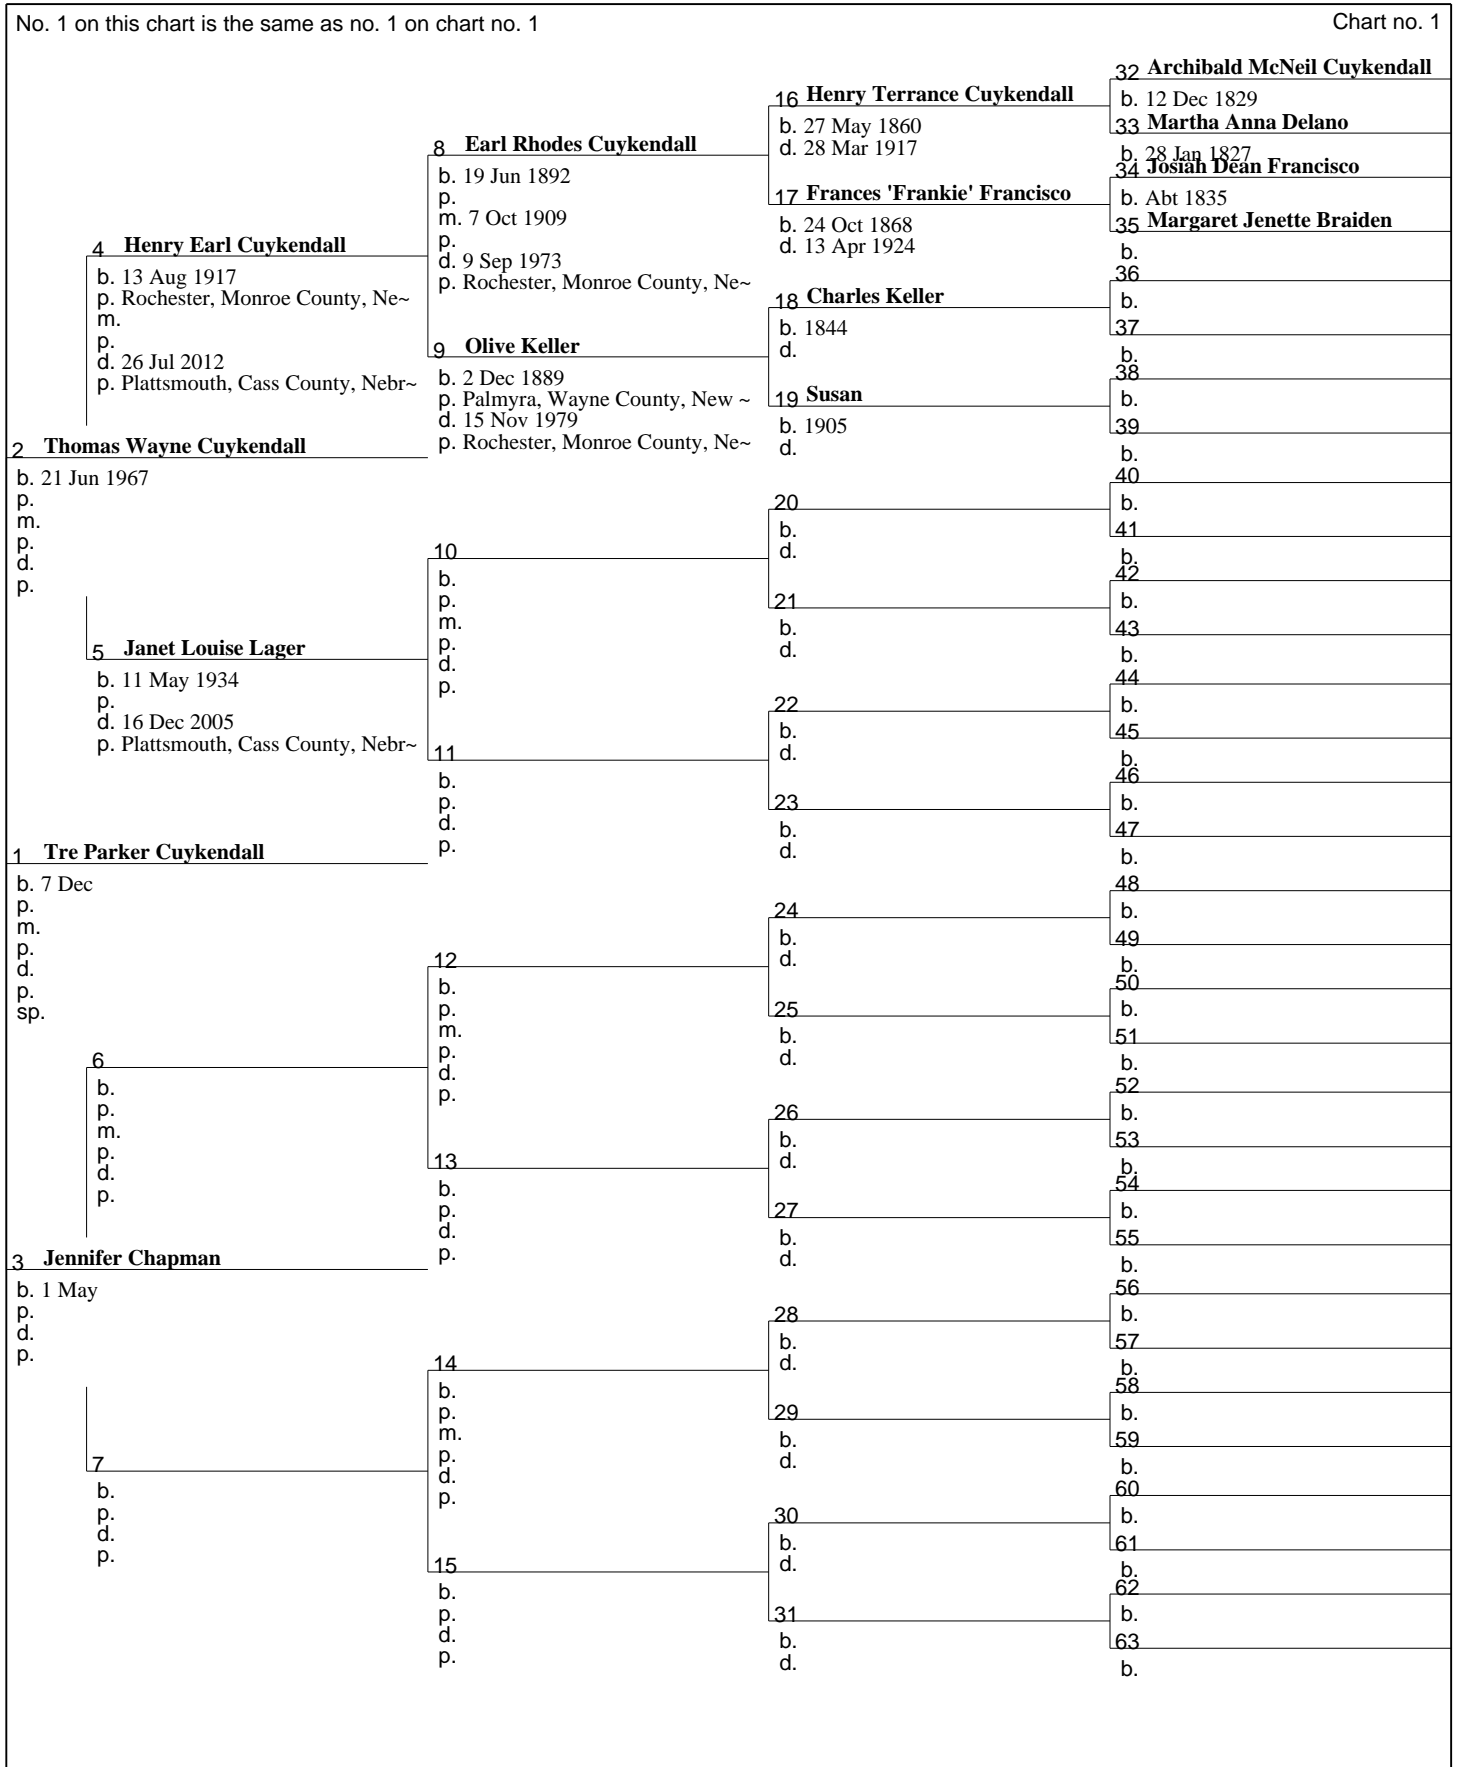 No. 1 on this chart is the same as no. 1 on chart no. 1
Chart no. 1
2 Thomas Wayne Cuykendall
b. 21 Jun 1967
p.
m.
p.
d.
p.
1 Tre Parker Cuykendall
b. 7 Dec
p.
m.
p.
d.
p.
sp.
3 Jennifer Chapman
b. 1 May
p.
d.
p.
4 Henry Earl Cuykendall
b. 13 Aug 1917
p. Rochester, Monroe County, Ne~
m.
p.
d. 26 Jul 2012
p. Plattsmouth, Cass County, Nebr~
5 Janet Louise Lager
b. 11 May 1934
p.
d. 16 Dec 2005
p. Plattsmouth, Cass County, Nebr~
6
b.
p.
m.
p.
d.
p.
7
b.
p.
d.
p.
8 Earl Rhodes Cuykendall
b. 19 Jun 1892
p.
m. 7 Oct 1909
p.
d. 9 Sep 1973
p. Rochester, Monroe County, Ne~
9 Olive Keller
b. 2 Dec 1889
p. Palmyra, Wayne County, New ~
d. 15 Nov 1979
p. Rochester, Monroe County, Ne~
10
b.
p.
m.
p.
d.
p.
11
b.
p.
d.
p.
12
b.
p.
m.
p.
d.
p.
13
b.
p.
d.
p.
14
b.
p.
m.
p.
d.
p.
15
b.
p.
d.
p.
16 Henry Terrance Cuykendall
b. 27 May 1860
d. 28 Mar 1917
17 Frances 'Frankie' Francisco
b. 24 Oct 1868
d. 13 Apr 1924
18 Charles Keller
b. 1844
d.
19 Susan
b. 1905
d.
20
b.
d.
21
b.
d.
22
b.
d.
23
b.
d.
24
b.
d.
25
b.
d.
26
b.
d.
27
b.
d.
28
b.
d.
29
b.
d.
30
b.
d.
31
b.
d.
32 Archibald McNeil Cuykendall
b. 12 Dec 1829
33 Martha Anna Delano
b. 28 Jan 1827
34 Josiah Dean Francisco
b. Abt 1835
35 Margaret Jenette Braiden
b.
36
b.
37
b.
38
b.
39
b.
40
b.
41
b.
42
b.
43
b.
44
b.
45
b.
46
b.
47
b.
48
b.
49
b.
50
b.
51
b.
52
b.
53
b.
54
b.
55
b.
56
b.
57
b.
58
b.
59
b.
60
b.
61
b.
62
b.
63
b.